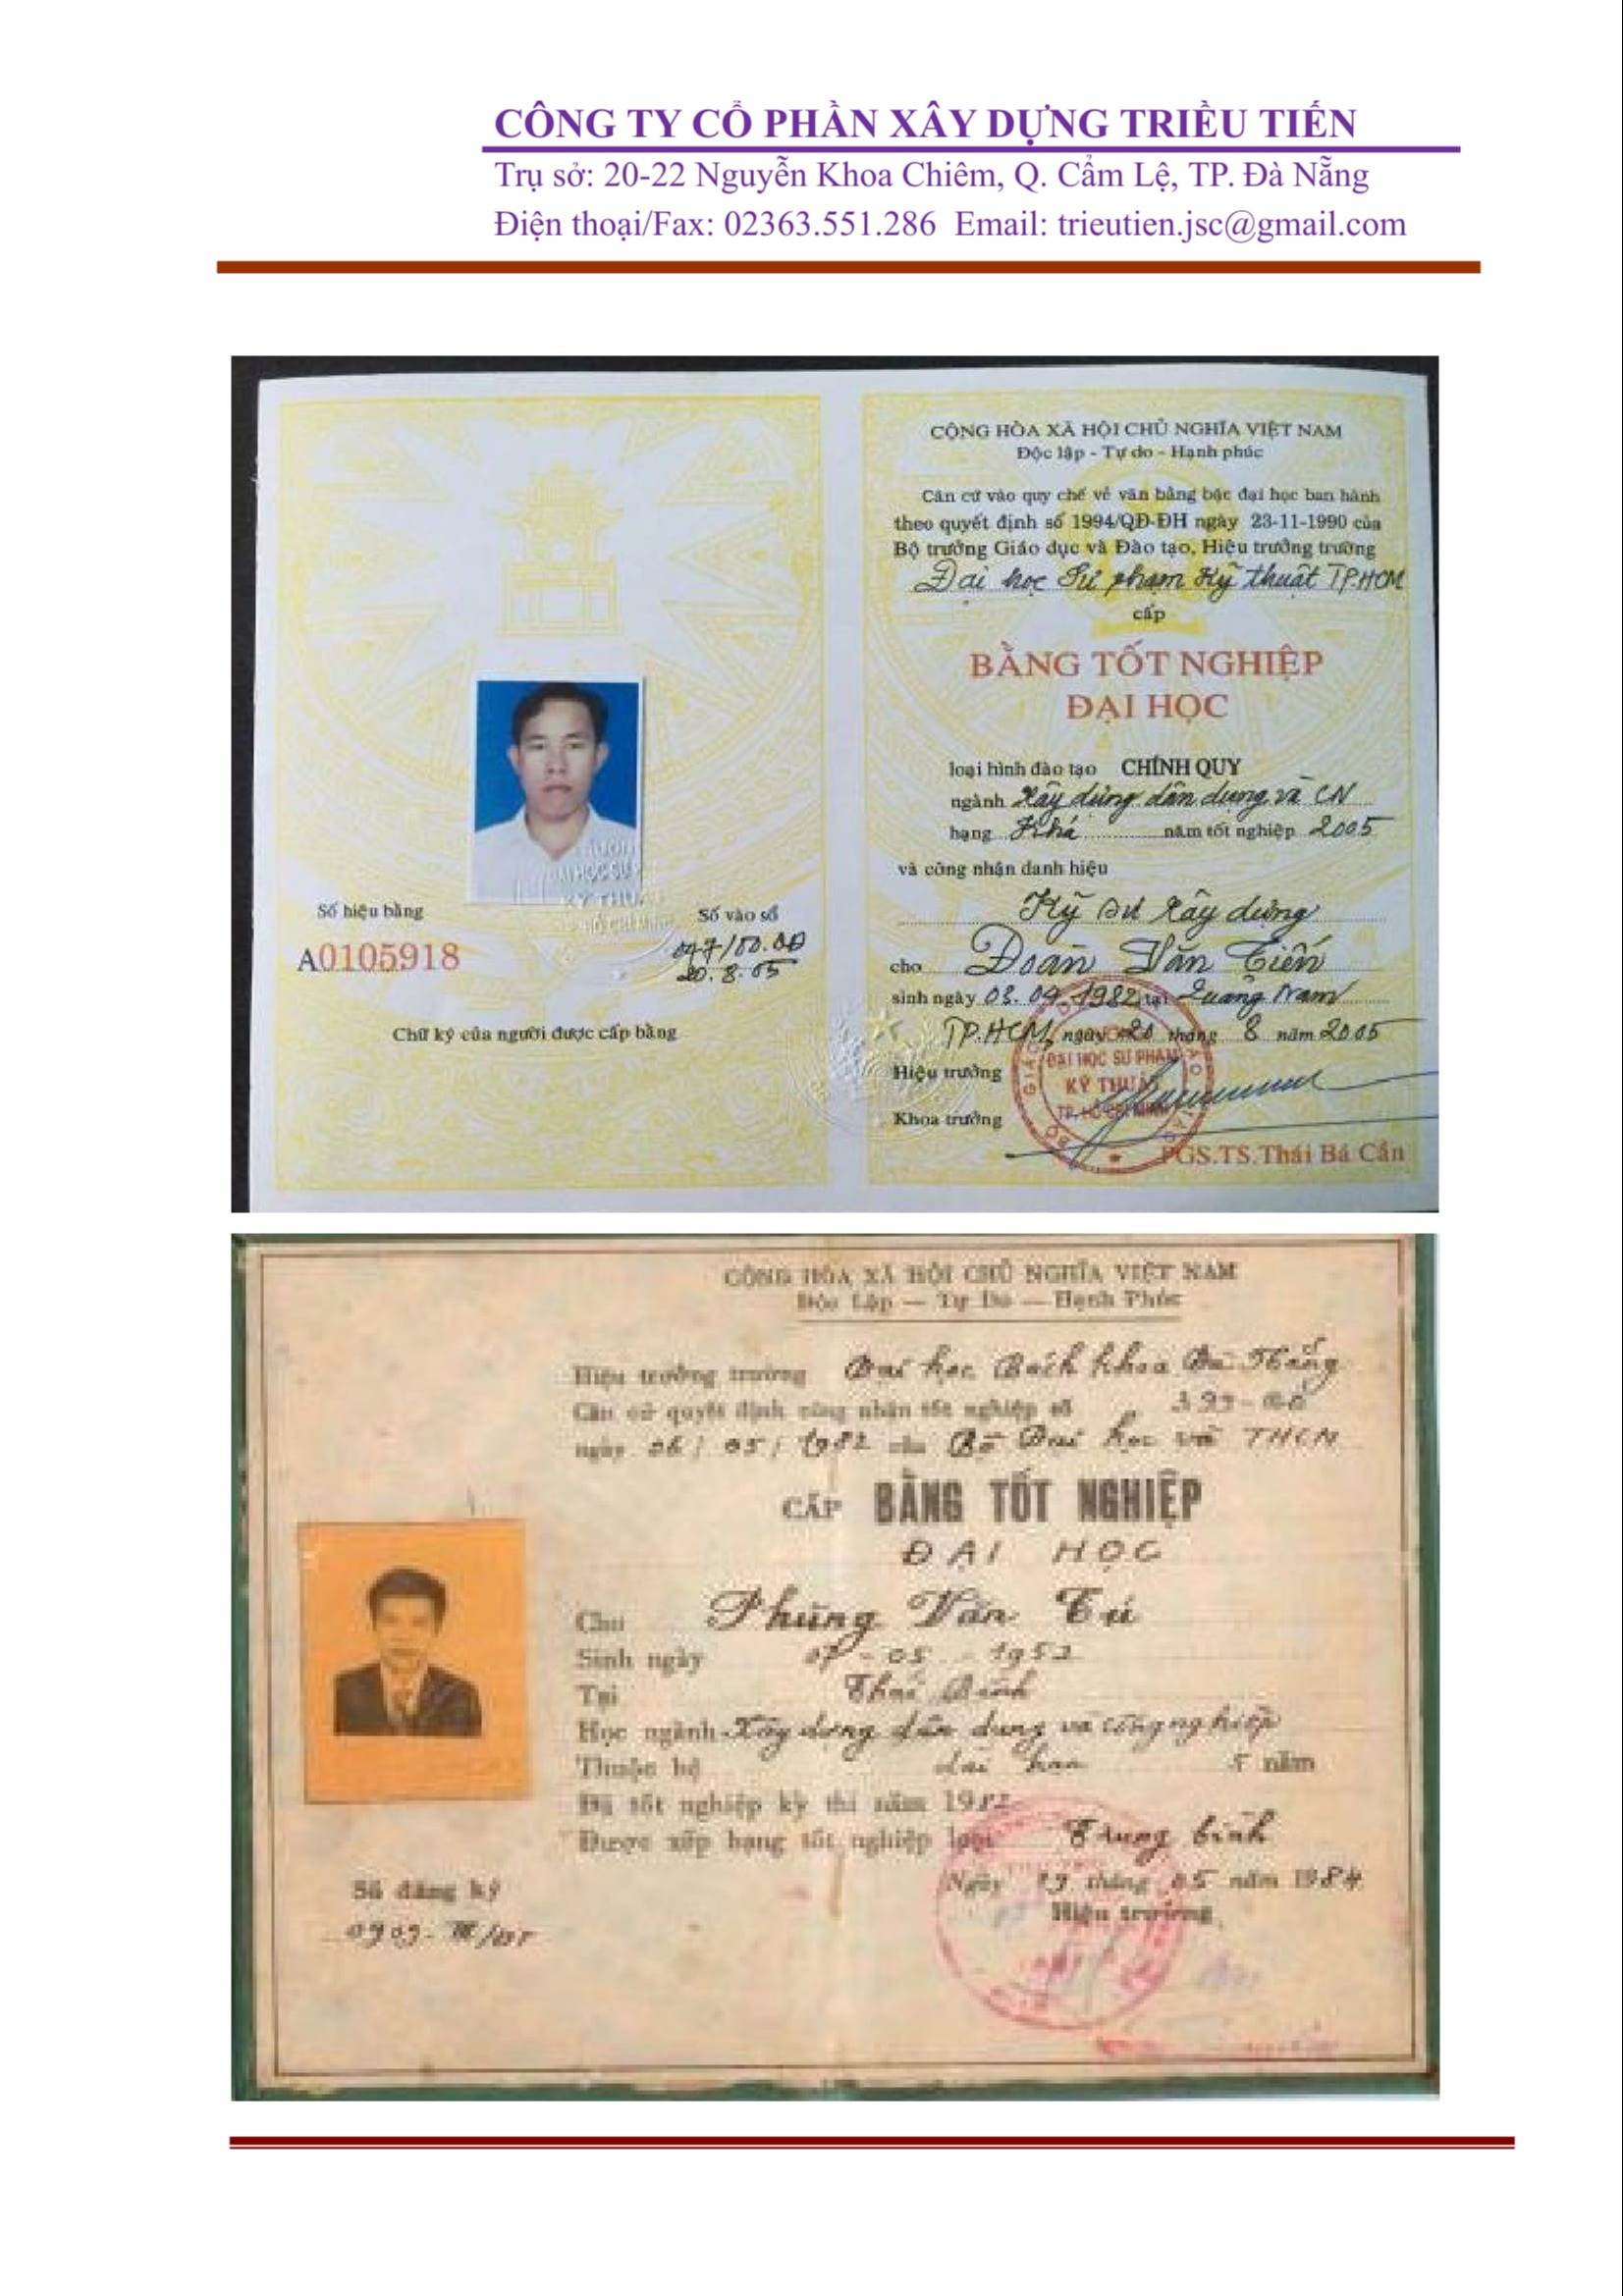 CÔNG TY CỔ PHẦN XÂY DỰNG TRIỀU TIẾN
Trụ sở: 20-22 Nguyễn Khoa Chiêm, Q. Cẩm Lệ, TP. Đà Nẵng
Điện thoại/Fax: 02363.551.286 Email: trieutien.jsc@gmail.com
CỘNG HÒA XÃ HỘI CHỦ NGHĨA VIỆT NAM
Độc lập - Tự do - Hạnh phúc
Căn cứ vào quy chế về văn bằng bậc đại học ban hành
theo quyết định số 1994/QĐ-ĐH ngày 23-11-1990 của
Bộ trưởng Giáo dục và Đào tạo, Hiệu trưởng trường
Đại học Sư phạm Kỹ thuật TP.HCM
cấp
BẰNG TỐT NGHIỆP
ĐẠI HỌC
loại hình đào tạo CHÍNH QUY
ngành Xây dựng dân dụng và CN
hạng Khá năm tốt nghiệp 2005
và công nhận danh hiệu
Kỹ sư Xây dựng
cho Đoàn Văn Tiến
sinh ngày 03.09.1982 tại Quảng Nam
TP.HCM, ngày 20 tháng 8 năm 2005
Hiệu trưởng
Khoa trưởng
ĐẠI HỌC SƯ PHẠM
KỸ THUẬT
TP. HỒ CHÍ MINH
PGS.TS.Thái Bá Cần
Số hiệu bằng
A0105918
Số vào sổ
20.8.05
Chữ ký của người được cấp bằng
CỘNG HÒA XÃ HỘI CHỦ NGHĨA VIỆT NAM
Độc Lập — Tự Do — Hạnh Phúc
Hiệu trưởng trường Đại học Bách khoa Đà Nẵng
Căn cứ quyết định công nhận tốt nghiệp số
ngày 06/05/1982 của Bộ Đại học và THCN
CẤP BẰNG TỐT NGHIỆP
ĐẠI HỌC
Cho Phùng Văn Tú
Sinh ngày 07-05-1952
Tại Thái Bình
Học ngành Xây dựng dân dụng và công nghiệp
Thuộc hệ dài hạn 5 năm
Đã tốt nghiệp kỳ thi năm 1982
Được xếp hạng tốt nghiệp loại Trung bình
Ngày 19 tháng 05 năm 1984
Hiệu trưởng
Số đăng ký